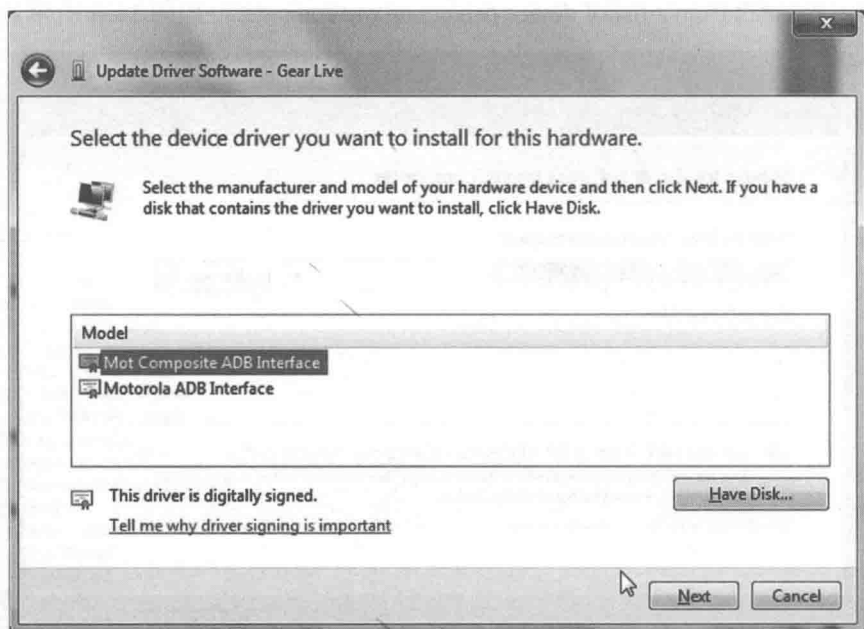 x
Update Driver Software - Gear Live
Select the device driver you want to install for this hardware.
Select the manufacturer and model of your hardware device and then click Next. If you have a
disk that contains the driver you want to install, click Have Disk.
Model
Mot Composite ADB Interface
Motorola ADB Interface
This driver is digitally signed.
Have Disk...
Tell me why driver signing is important
Next
Cancel